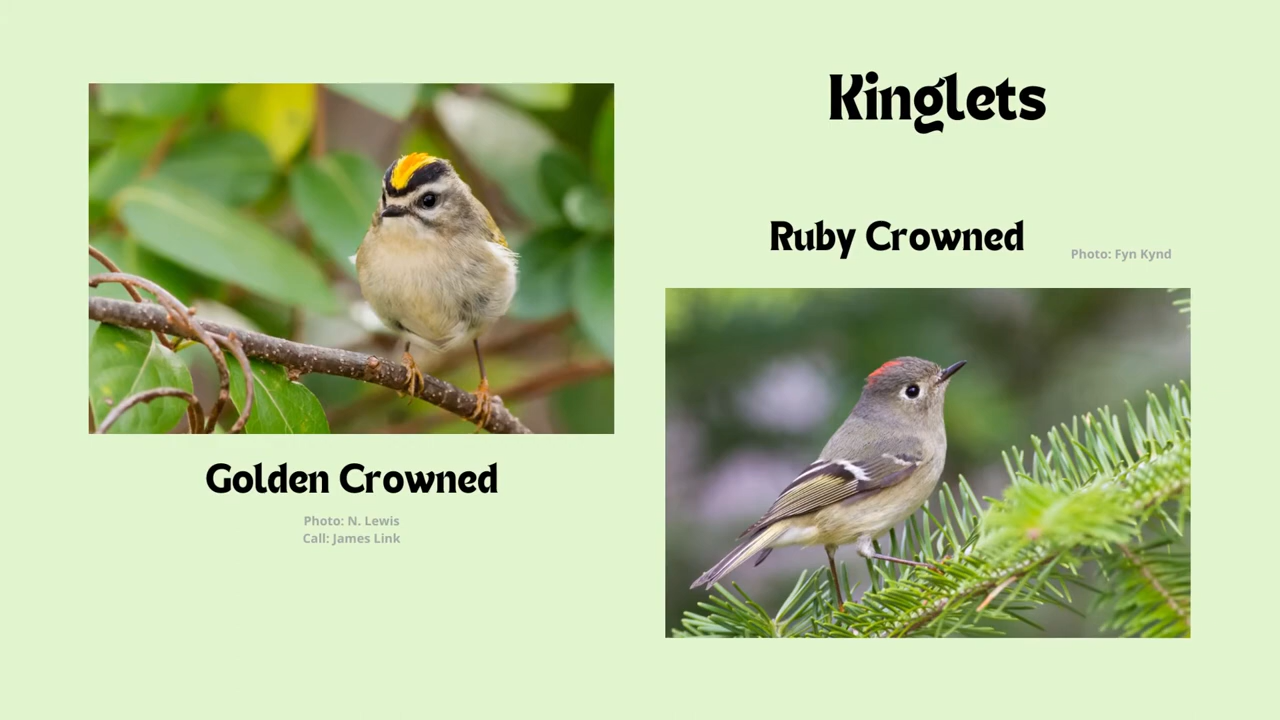 Kinglets
Ruby Crowned
Photo: Fyn Kynd
Golden Crowned
Photo: N. Lewis
Call: James Link